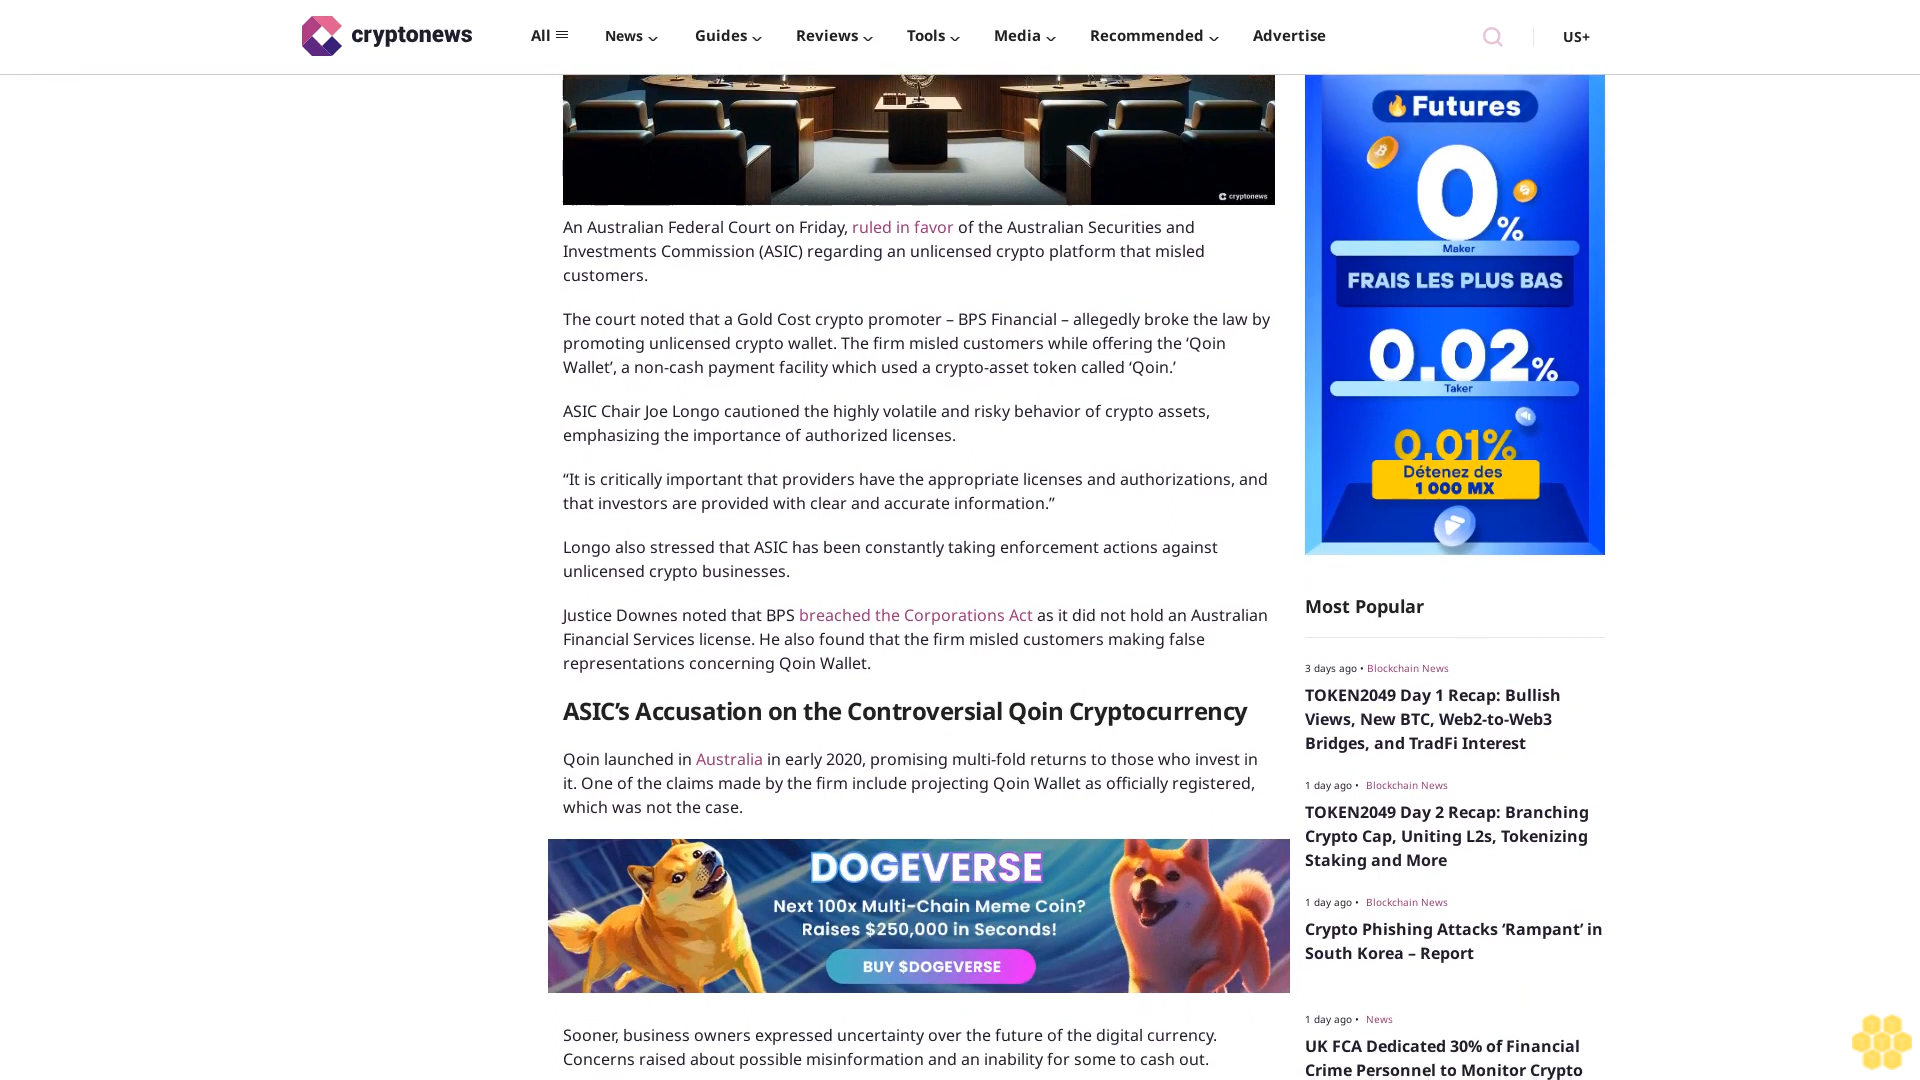 cryptonews
All
News
Guides
Reviews
Tools
Media
Recommended
Advertise
US+
cryptonews
An Australian Federal Court on Friday, ruled in favor of the Australian Securities and
Investments Commission (ASIC) regarding an unlicensed crypto platform that misled
customers.
The court noted that a Gold Cost crypto promoter – BPS Financial – allegedly broke the law by
promoting unlicensed crypto wallet. The firm misled customers while offering the ‘Qoin
Wallet’, a non-cash payment facility which used a crypto-asset token called ‘Qoin.’
ASIC Chair Joe Longo cautioned the highly volatile and risky behavior of crypto assets,
emphasizing the importance of authorized licenses.
“It is critically important that providers have the appropriate licenses and authorizations, and
that investors are provided with clear and accurate information.”
Longo also stressed that ASIC has been constantly taking enforcement actions against
unlicensed crypto businesses.
Justice Downes noted that BPS breached the Corporations Act as it did not hold an Australian
Financial Services license. He also found that the firm misled customers making false
representations concerning Qoin Wallet.
ASIC’s Accusation on the Controversial Qoin Cryptocurrency
Qoin launched in Australia in early 2020, promising multi-fold returns to those who invest in
it. One of the claims made by the firm include projecting Qoin Wallet as officially registered,
which was not the case.
DOGEVERSE
Next 100x Multi-Chain Meme Coin?
Raises $250,000 in Seconds!
BUY $DOGEVERSE
Sooner, business owners expressed uncertainty over the future of the digital currency.
Concerns raised about possible misinformation and an inability for some to cash out.
Futures
0%
Maker
FRAIS LES PLUS BAS
0.02%
Taker
0.01%
Détenez des
1 000 MX
Most Popular
3 days ago • Blockchain News
TOKEN2049 Day 1 Recap: Bullish
Views, New BTC, Web2-to-Web3
Bridges, and TradFi Interest
1 day ago • Blockchain News
TOKEN2049 Day 2 Recap: Branching
Crypto Cap, Uniting L2s, Tokenizing
Staking and More
1 day ago • Blockchain News
Crypto Phishing Attacks ‘Rampant’ in
South Korea – Report
1 day ago • News
UK FCA Dedicated 30% of Financial
Crime Personnel to Monitor Crypto